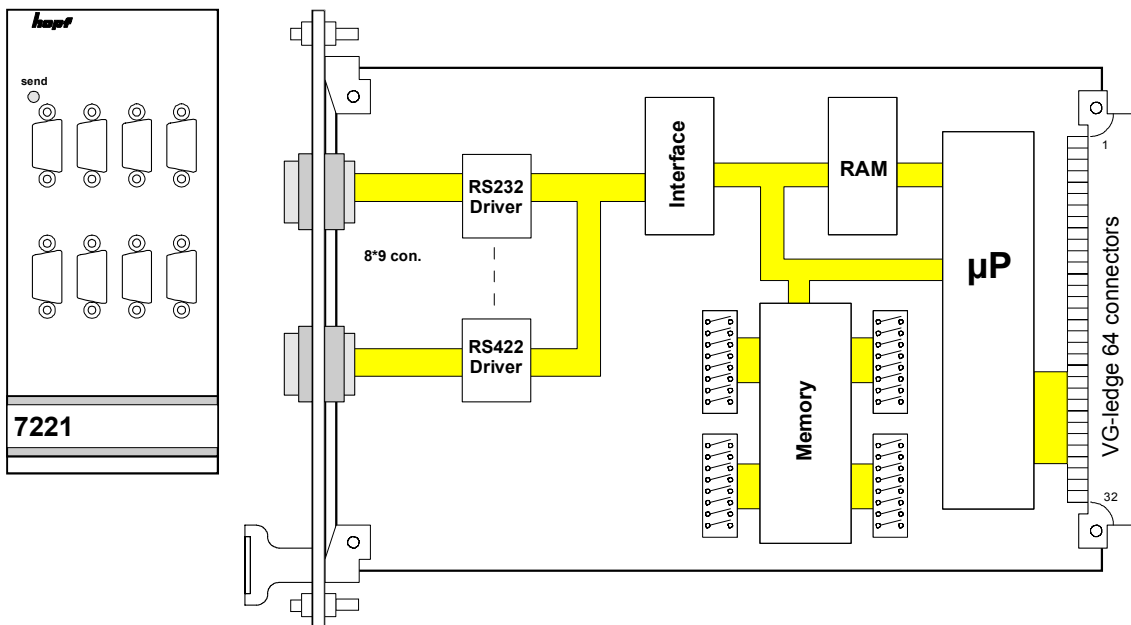 hopf
send
7221
8*9 con.
RS232
Driver
RS422
Driver
Interface
RAM
µP
Memory
1
VG-ledge 64 connectors
32